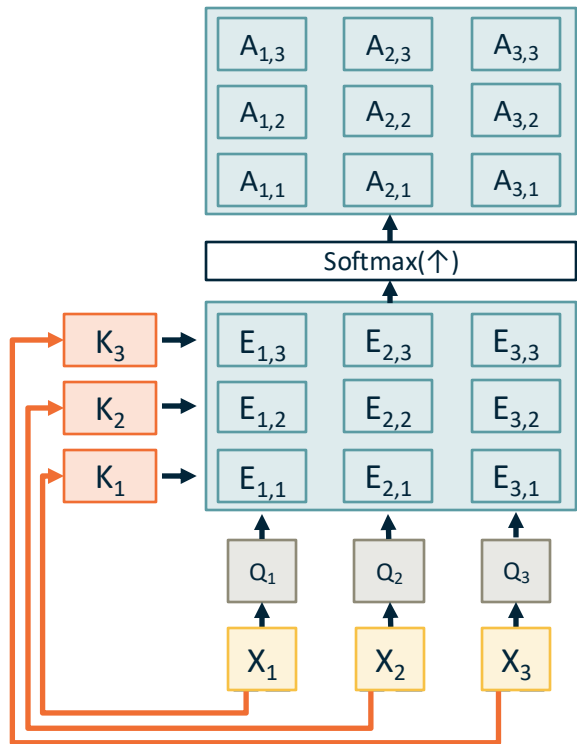 A1,3 A2,3 A3,3
A1,2 A2,2 A3,2
A1,1 A2,1 A3,1
Softmax(↑)
K3 E1,3 E2,3 E3,3
K2 E1,2 E2,2 E3,2
K1 E1,1 E2,1 E3,1
Q1 Q2 Q3
X1 X2 X3